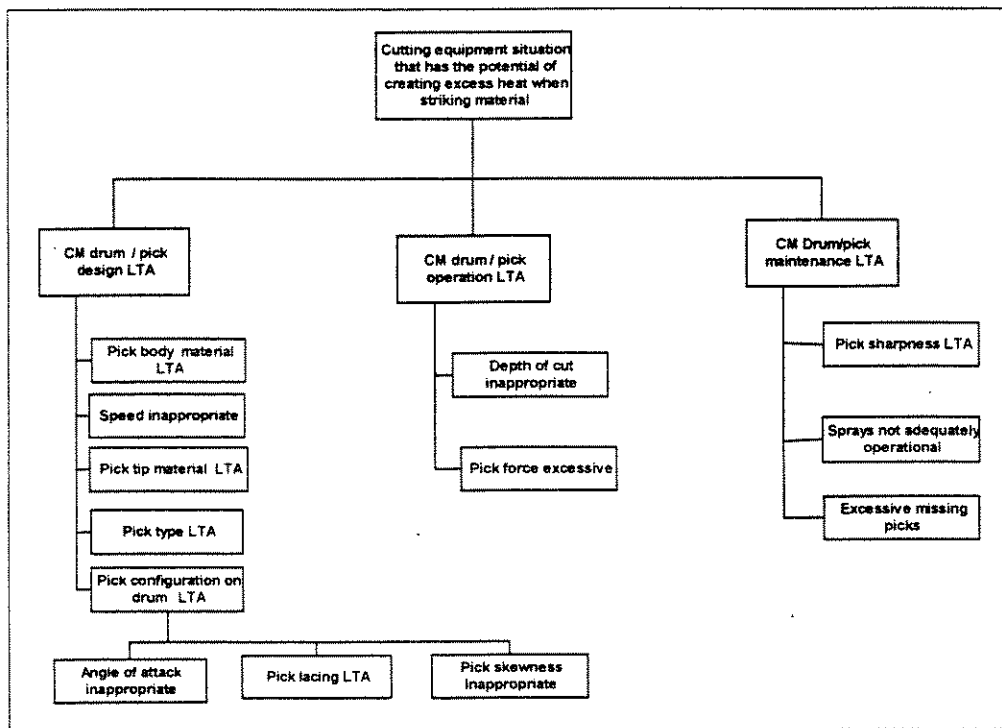 Cutting equipment situation
that has the potential of
creating excess heat when
striking material
CM drum / pick
design LTA
CM drum / pick
operation LTA
CM Drum/pick
maintenance LTA
Pick body material
LTA
Speed inappropriate
Pick tip material LTA
Pick type LTA
Pick configuration on
drum LTA
Depth of cut
inappropriate
Pick force excessive
Pick sharpness LTA
Sprays not adequately
operational
Excessive missing
picks
Angle of attack
inappropriate
Pick lacing LTA
Pick skewness
Inappropriate